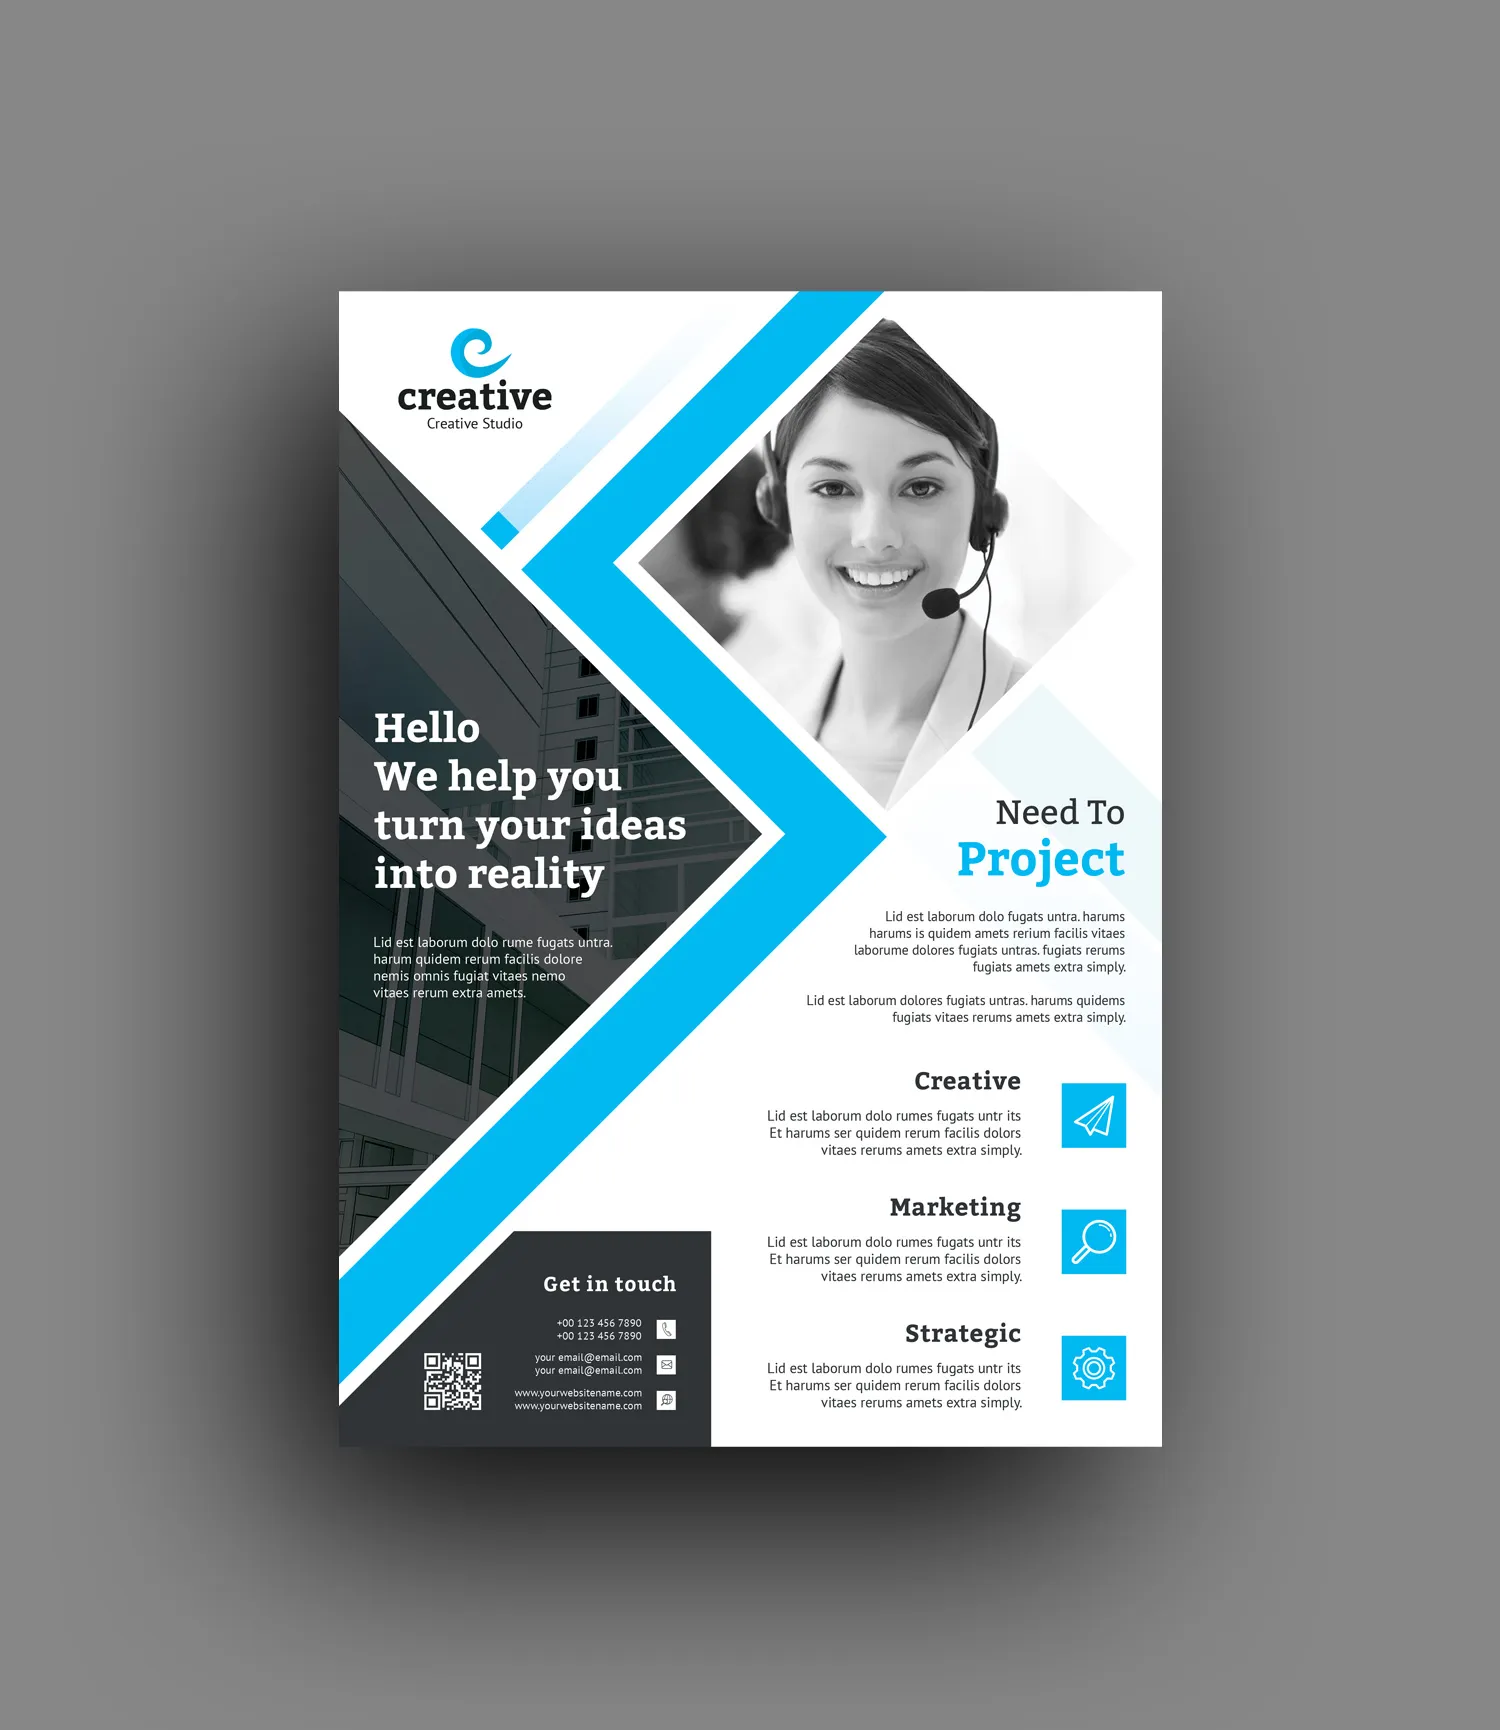 creative
Creative Studio
Hello
We help you
turn your ideas
into reality
Lid est laborum dolo rume fugats untra.
harum quidem rerum facilis dolore
nemis omnis fugiat vitaes nemo
vitaes rerum extra amets.
Need To
Project
Lid est laborum dolo fugats untra. harums
harums is quidem amets rerium facilis vitaes
laborume dolores fugiats untras. fugiats rerums
fugiats amets extra simply.
Lid est laborum dolores fugiats untras. harums quidems
fugiats vitaes rerums amets extra simply.
Creative
Lid est laborum dolo rumes fugats untr its
Et harums ser quidem rerum facilis dolors
vitaes rerums amets extra simply.
Marketing
Lid est laborum dolo rumes fugats untr its
Et harums ser quidem rerum facilis dolors
vitaes rerums amets extra simply.
Strategic
Lid est laborum dolo rumes fugats untr its
Et harums ser quidem rerum facilis dolors
vitaes rerums amets extra simply.
Get in touch
+00 123 456 7890
+00 123 456 7890
your email@email.com
your email@email.com
www.yourwebsitename.com
www.yourwebsitename.com